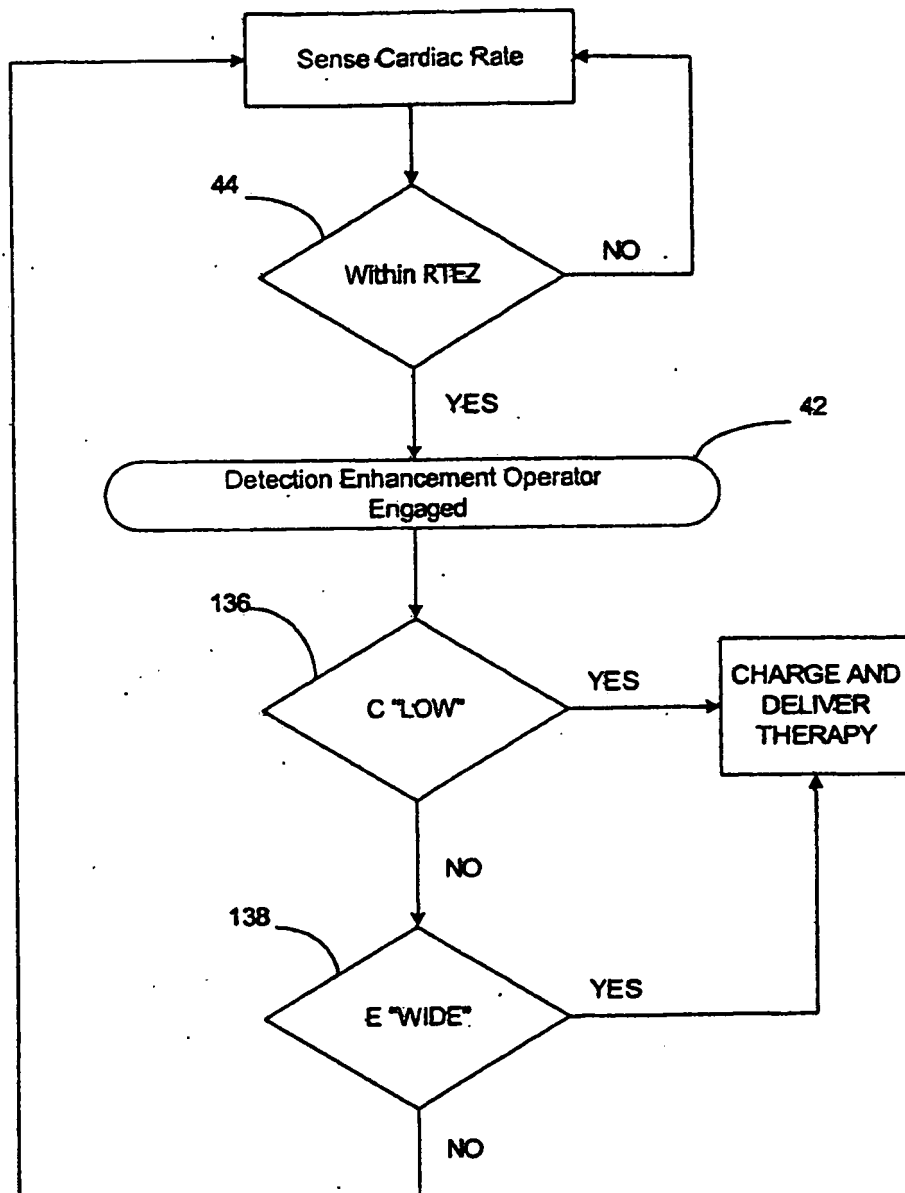 Sense Cardiac Rate
44
Within RTEZ
NO
YES
42
Detection Enhancement Operator
Engaged
136
C "LOW"
YES
CHARGE AND
DELIVER
THERAPY
NO
138
E "WIDE"
YES
NO